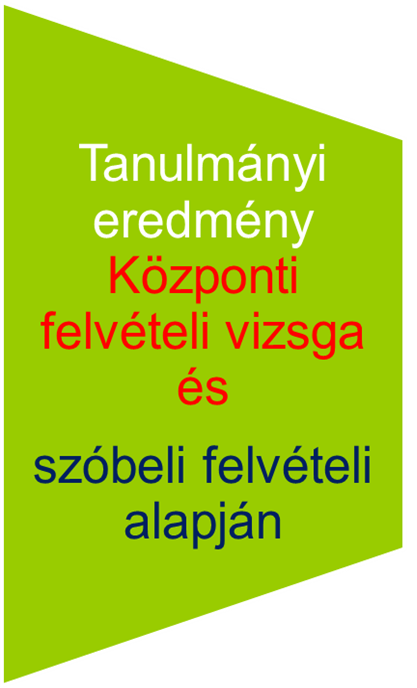 Tanulmányi
eredmény
Központi
felvételi vizsga
és
szóbeli felvételi
alapján